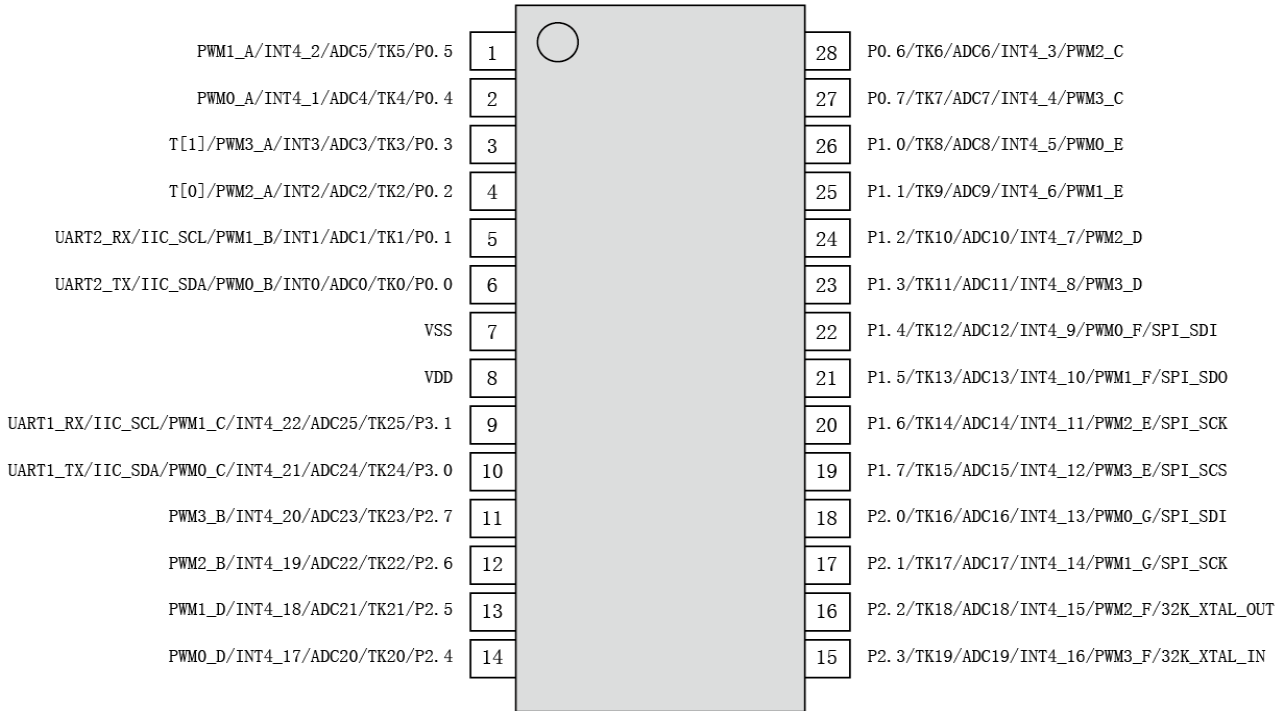 PWM1_A/INT4_2/ADC5/TK5/P0.5 1 28 P0.6/TK6/ADC6/INT4_3/PWM2_C
PWM0_A/INT4_1/ADC4/TK4/P0.4 2 27 P0.7/TK7/ADC7/INT4_4/PWM3_C
T[1]/PWM3_A/INT3/ADC3/TK3/P0.3 3 26 P1.0/TK8/ADC8/INT4_5/PWM0_E
T[0]/PWM2_A/INT2/ADC2/TK2/P0.2 4 25 P1.1/TK9/ADC9/INT4_6/PWM1_E
UART2_RX/IIC_SCL/PWM1_B/INT1/ADC1/TK1/P0.1 5 24 P1.2/TK10/ADC10/INT4_7/PWM2_D
UART2_TX/IIC_SDA/PWM0_B/INT0/ADC0/TK0/P0.0 6 23 P1.3/TK11/ADC11/INT4_8/PWM3_D
VSS 7 22 P1.4/TK12/ADC12/INT4_9/PWM0_F/SPI_SDI
VDD 8 21 P1.5/TK13/ADC13/INT4_10/PWM1_F/SPI_SDO
UART1_RX/IIC_SCL/PWM1_C/INT4_22/ADC25/TK25/P3.1 9 20 P1.6/TK14/ADC14/INT4_11/PWM2_E/SPI_SCK
UART1_TX/IIC_SDA/PWM0_C/INT4_21/ADC24/TK24/P3.0 10 19 P1.7/TK15/ADC15/INT4_12/PWM3_E/SPI_SCS
PWM3_B/INT4_20/ADC23/TK23/P2.7 11 18 P2.0/TK16/ADC16/INT4_13/PWM0_G/SPI_SDI
PWM2_B/INT4_19/ADC22/TK22/P2.6 12 17 P2.1/TK17/ADC17/INT4_14/PWM1_G/SPI_SCK
PWM1_D/INT4_18/ADC21/TK21/P2.5 13 16 P2.2/TK18/ADC18/INT4_15/PWM2_F/32K_XTAL_OUT
PWM0_D/INT4_17/ADC20/TK20/P2.4 14 15 P2.3/TK19/ADC19/INT4_16/PWM3_F/32K_XTAL_IN